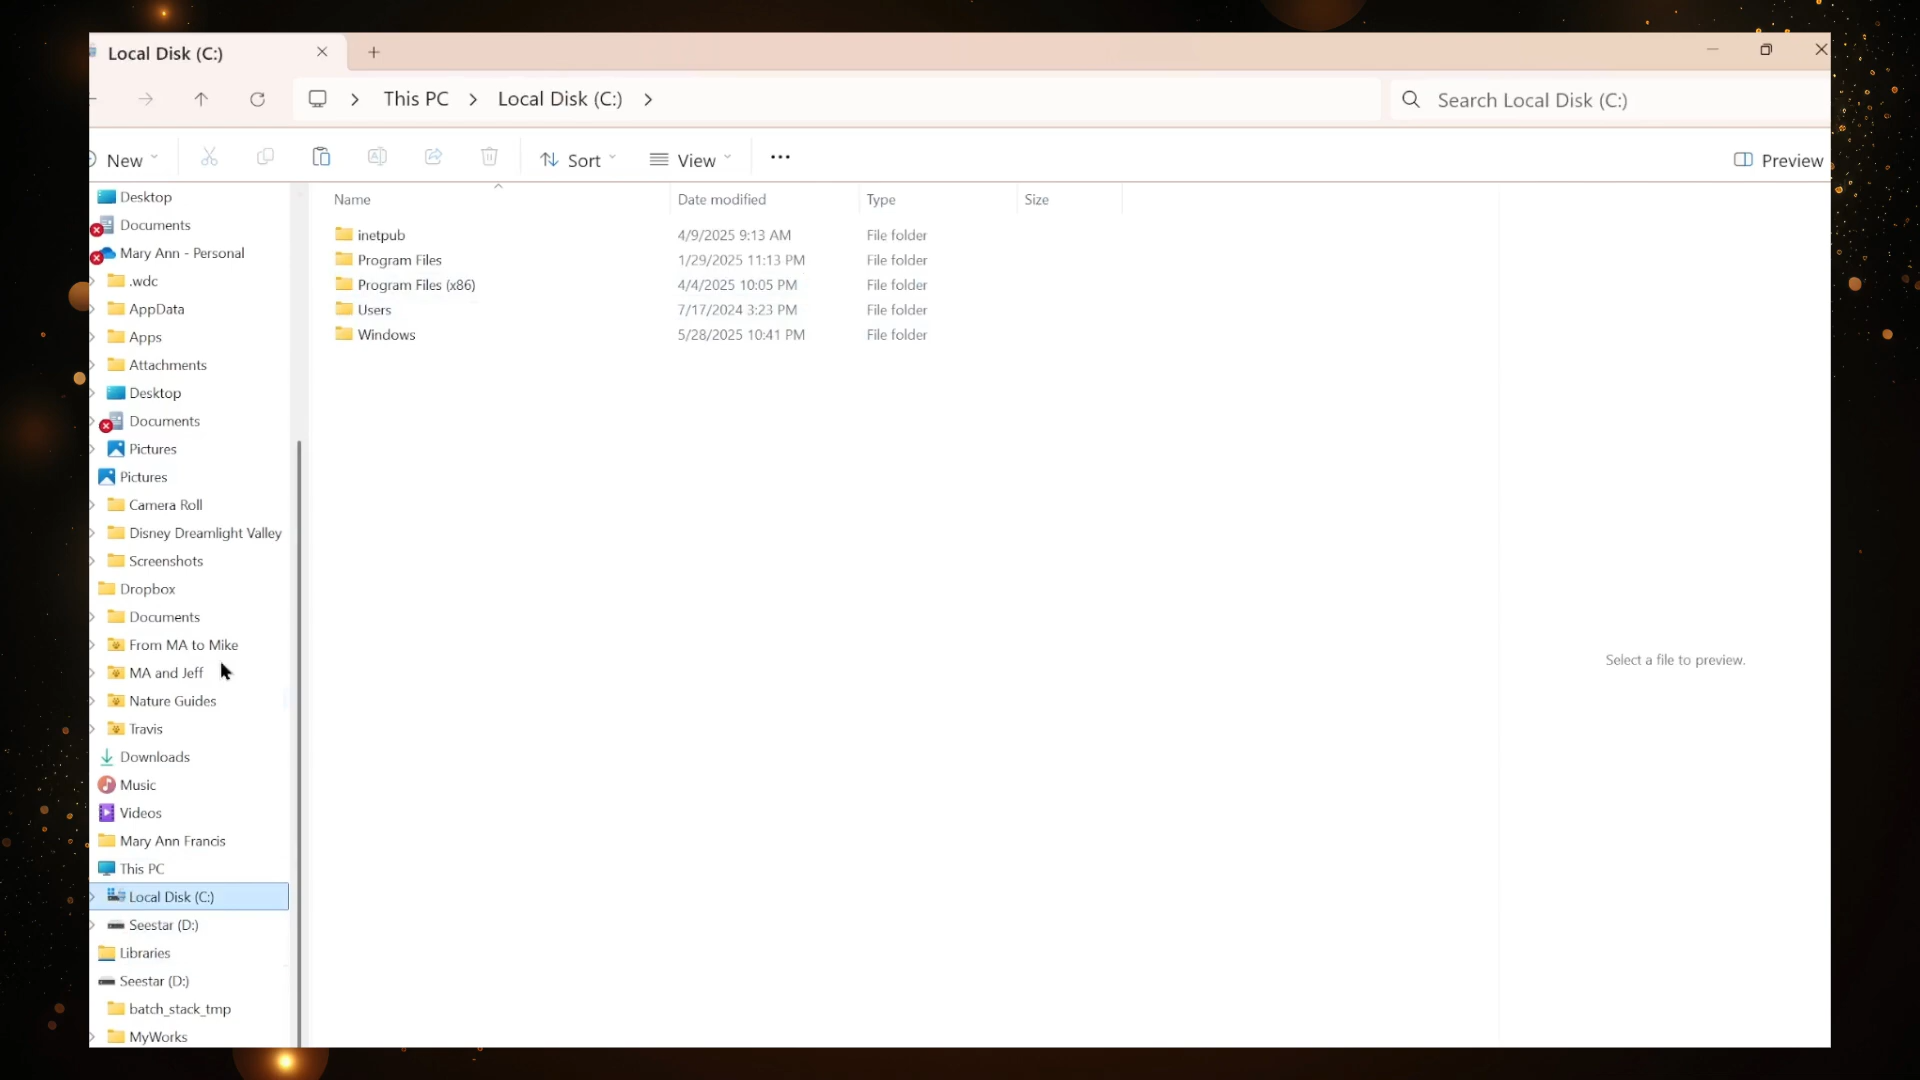 Local Disk (C:)
This PC > Local Disk (C:) >
Search Local Disk (C:)
New
Sort
View
Preview
Name Date modified Type Size
inetpub 4/9/2025 9:13 AM File folder
Program Files 1/29/2025 11:13 PM File folder
Program Files (x86) 4/4/2025 10:05 PM File folder
Users 7/17/2024 3:23 PM File folder
Windows 5/28/2025 10:41 PM File folder
Desktop
Documents
Mary Ann - Personal
.wdc
AppData
Apps
Attachments
Desktop
Documents
Pictures
Pictures
Camera Roll
Disney Dreamlight Valley
Screenshots
Dropbox
Documents
From MA to Mike
MA and Jeff
Nature Guides
Travis
Downloads
Music
Videos
Mary Ann Francis
This PC
Local Disk (C:)
Seestar (D:)
Libraries
Seestar (D:)
batch_stack_tmp
MyWorks
Select a file to preview.